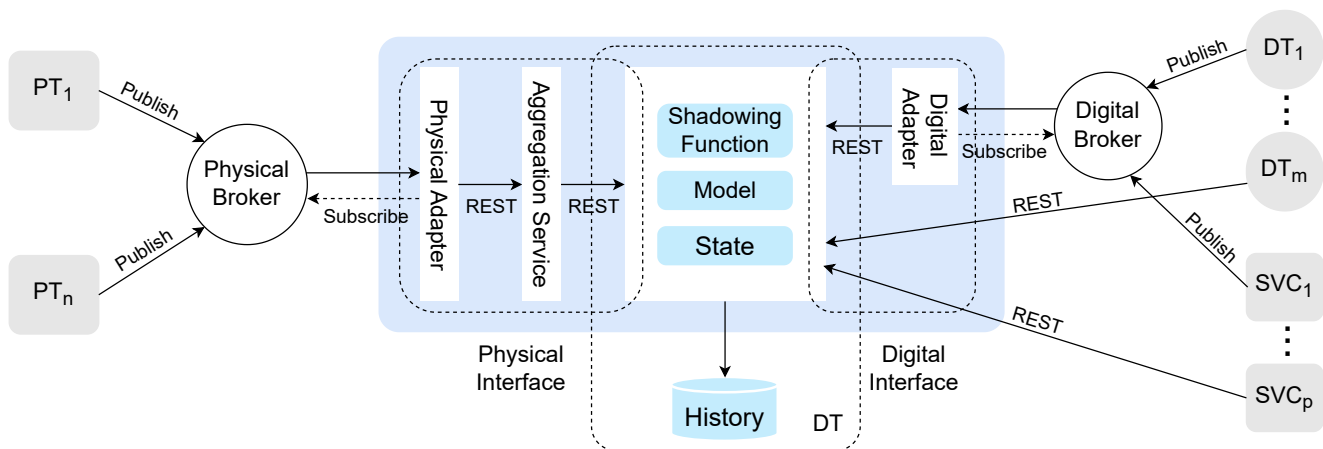 PT1
Publish
Physical
Broker
Subscribe
Publish
PTn
Physical Adapter
REST
Aggregation Service
REST
Shadowing
Function
Model
State
REST
Digital
Adapter
Subscribe
Digital
Broker
Publish
DT1
DTm
REST
Publish
SVC1
REST
SVCp
Physical
Interface
Digital
Interface
History
DT